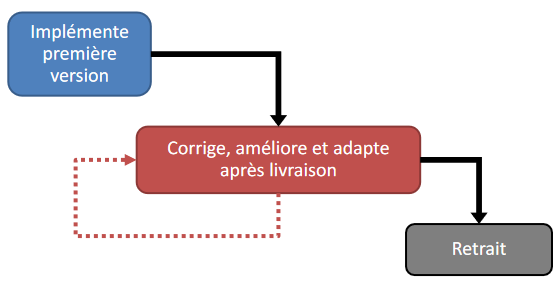 Implémente
première
version
Corrige, améliore et adapte
après livraison
Retrait